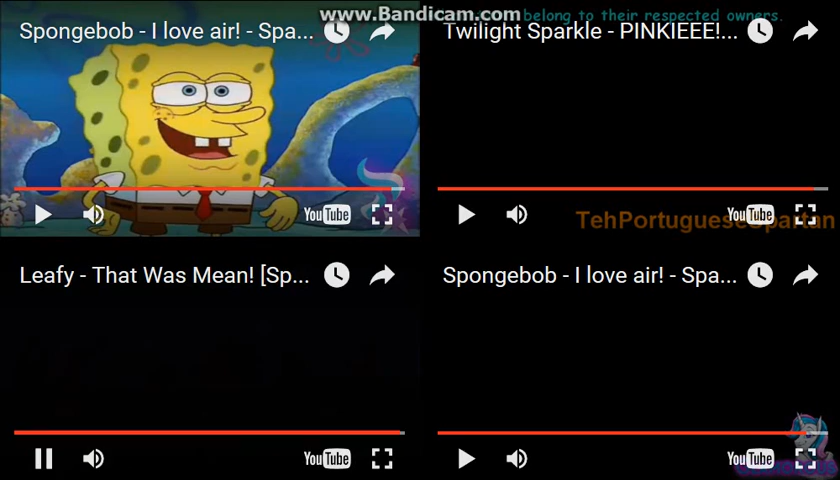 www.Bandicam.com belong to their respected owners.
Spongebob - I love air! - Spa...
Twilight Sparkle - PINKIEEE!...
YouTube
YouTube
TehPortugueseSpartan
Leafy - That Was Mean! [Sp...
Spongebob - I love air! - Spa...
YouTube
YouTube